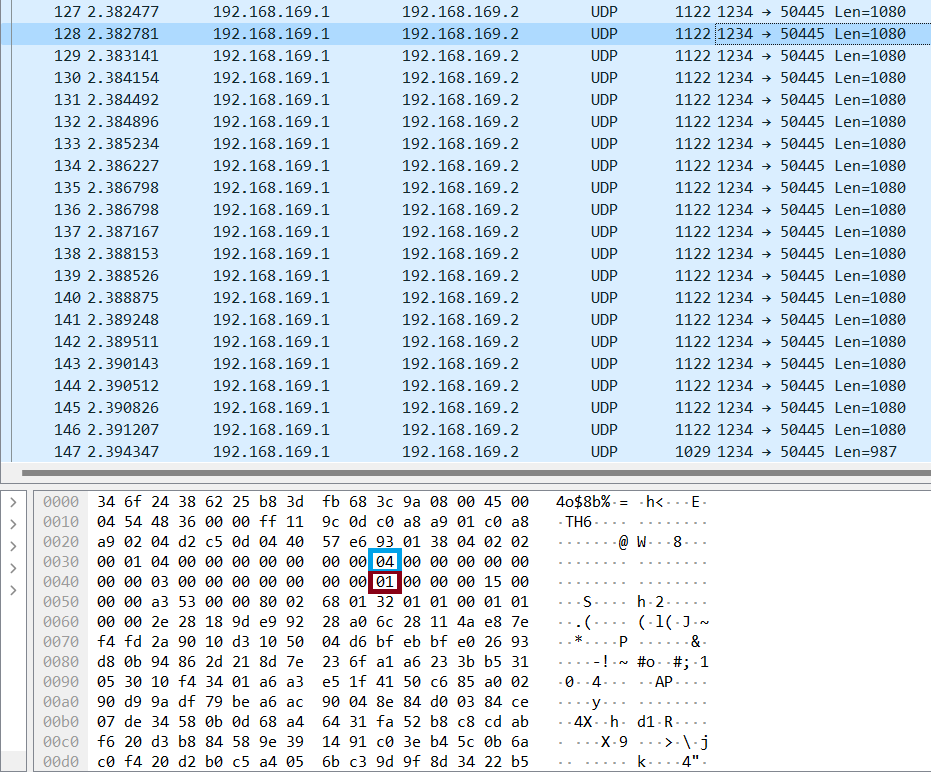 127 2.382477 192.168.169.1 192.168.169.2 UDP 1122 1234 → 50445 Len=1080
128 2.382781 192.168.169.1 192.168.169.2 UDP 1122 1234 → 50445 Len=1080
129 2.383141 192.168.169.1 192.168.169.2 UDP 1122 1234 → 50445 Len=1080
130 2.384154 192.168.169.1 192.168.169.2 UDP 1122 1234 → 50445 Len=1080
131 2.384492 192.168.169.1 192.168.169.2 UDP 1122 1234 → 50445 Len=1080
132 2.384896 192.168.169.1 192.168.169.2 UDP 1122 1234 → 50445 Len=1080
133 2.385234 192.168.169.1 192.168.169.2 UDP 1122 1234 → 50445 Len=1080
134 2.386227 192.168.169.1 192.168.169.2 UDP 1122 1234 → 50445 Len=1080
135 2.386798 192.168.169.1 192.168.169.2 UDP 1122 1234 → 50445 Len=1080
136 2.386798 192.168.169.1 192.168.169.2 UDP 1122 1234 → 50445 Len=1080
137 2.387167 192.168.169.1 192.168.169.2 UDP 1122 1234 → 50445 Len=1080
138 2.388153 192.168.169.1 192.168.169.2 UDP 1122 1234 → 50445 Len=1080
139 2.388526 192.168.169.1 192.168.169.2 UDP 1122 1234 → 50445 Len=1080
140 2.388875 192.168.169.1 192.168.169.2 UDP 1122 1234 → 50445 Len=1080
141 2.389248 192.168.169.1 192.168.169.2 UDP 1122 1234 → 50445 Len=1080
142 2.389511 192.168.169.1 192.168.169.2 UDP 1122 1234 → 50445 Len=1080
143 2.390143 192.168.169.1 192.168.169.2 UDP 1122 1234 → 50445 Len=1080
144 2.390512 192.168.169.1 192.168.169.2 UDP 1122 1234 → 50445 Len=1080
145 2.390826 192.168.169.1 192.168.169.2 UDP 1122 1234 → 50445 Len=1080
146 2.391207 192.168.169.1 192.168.169.2 UDP 1122 1234 → 50445 Len=1080
147 2.394347 192.168.169.1 192.168.169.2 UDP 1029 1234 → 50445 Len=987
0000 34 6f 24 38 62 25 b8 3d fb 68 3c 9a 08 00 45 00 4o$8b%·=·h<···E·
0010 04 54 48 36 00 00 ff 11 9c 0d c0 a8 a9 01 c0 a8 ·TH6············
0020 a9 02 04 d2 c5 0d 04 40 57 e6 93 01 38 04 02 02 ·······@W···8···
0030 00 01 04 00 00 00 00 00 00 00 04 00 00 00 00 00 ················
0040 00 00 03 00 00 00 00 00 00 00 01 00 00 00 15 00 ················
0050 00 00 a3 53 00 00 80 02 68 01 32 01 01 00 01 01 ···S····h·2·····
0060 00 00 2e 28 18 9d e9 92 28 a0 6c 28 11 4a e8 7e ··.(····(·l(·J·~
0070 f4 fd 2a 90 10 d3 10 50 04 d6 bf eb bf e0 26 93 ··*····P······&·
0080 d8 0b 94 86 2d 21 8d 7e 23 6f a1 a6 23 3b b5 31 ····-!·~#o··#;·1
0090 05 30 10 f4 34 01 a6 a3 e5 1f 41 50 c6 85 a0 02 ·0··4·····AP····
00a0 90 d9 9a df 79 be a6 ac 90 04 8e 84 d0 03 84 ce ····y···········
00b0 07 de 34 58 0b 0d 68 a4 64 31 fa 52 b8 c8 cd ab ··4X··h·d1·R····
00c0 f6 20 d3 b8 84 58 9e 39 14 91 c0 3e b4 5c 0b 6a · ···X·9···>·\·j
00d0 c0 f4 20 d2 b0 c5 a4 05 6b c3 9d 9f 8d 34 22 b5 ·· ·····k····4"·